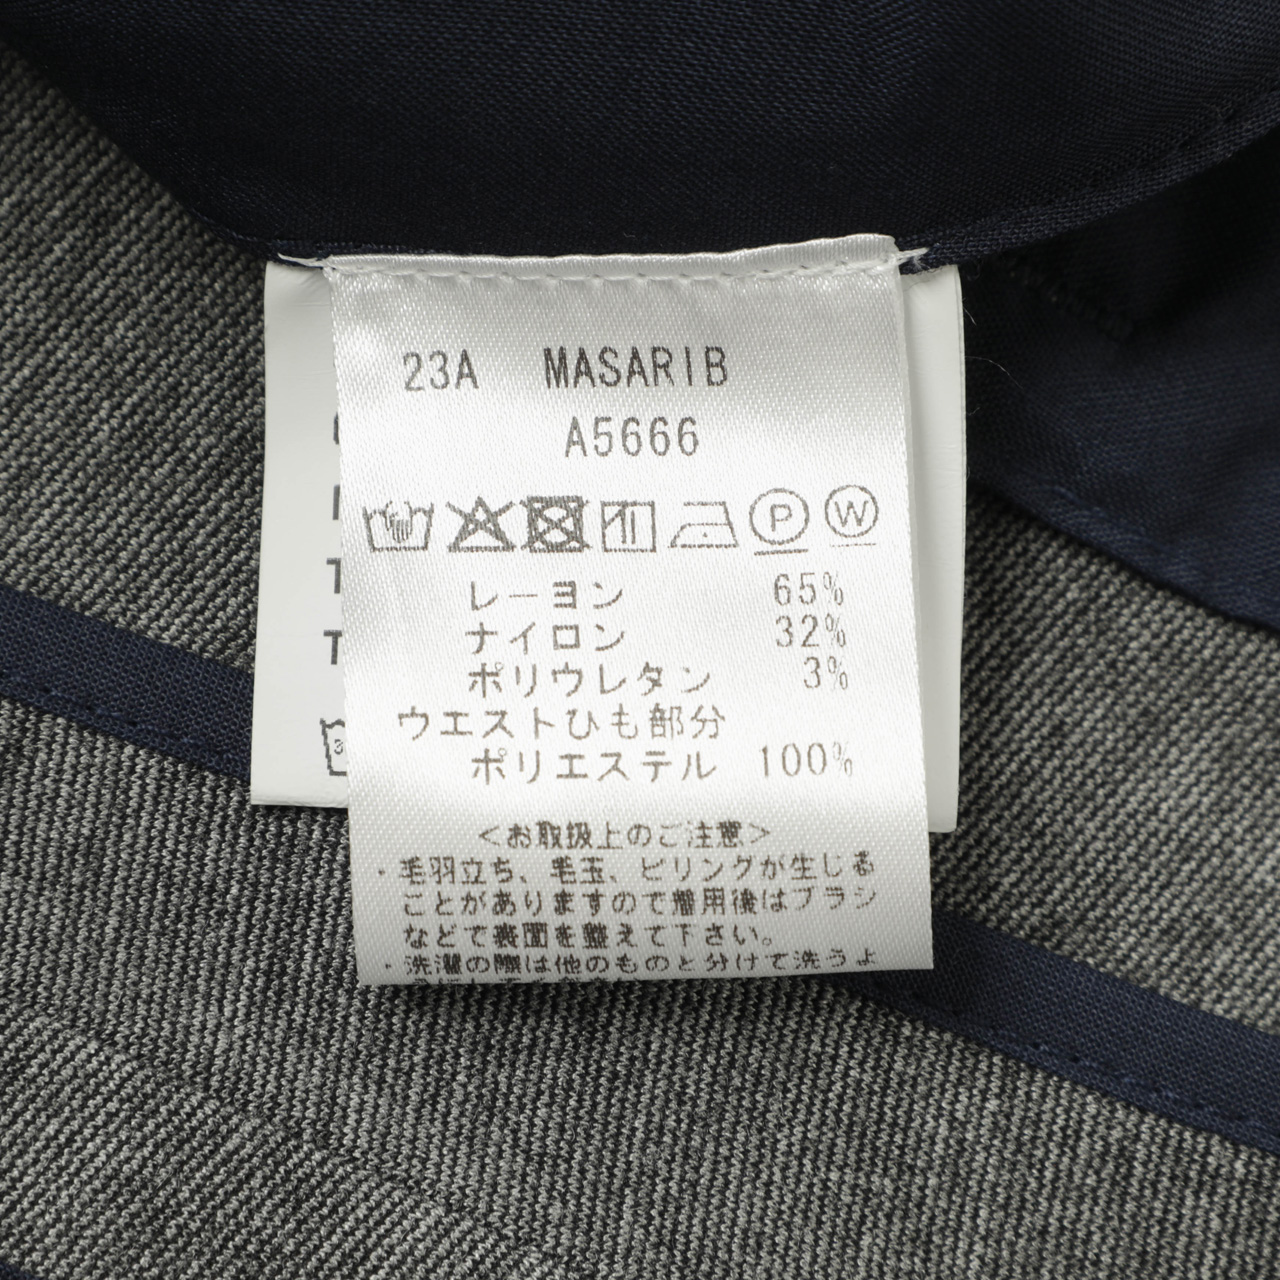 23A MASARIB
A5666
P W
レーヨン 65%
ナイロン 32%
ポリウレタン 3%
ウエストひも部分
ポリエステル 100%
<お取扱上のご注意>
・毛羽立ち、毛玉、ピリングが生じる
ことがありますので着用後はブラシ
などで表面を整えて下さい。
・洗濯の際は他のものと分けて洗うよ